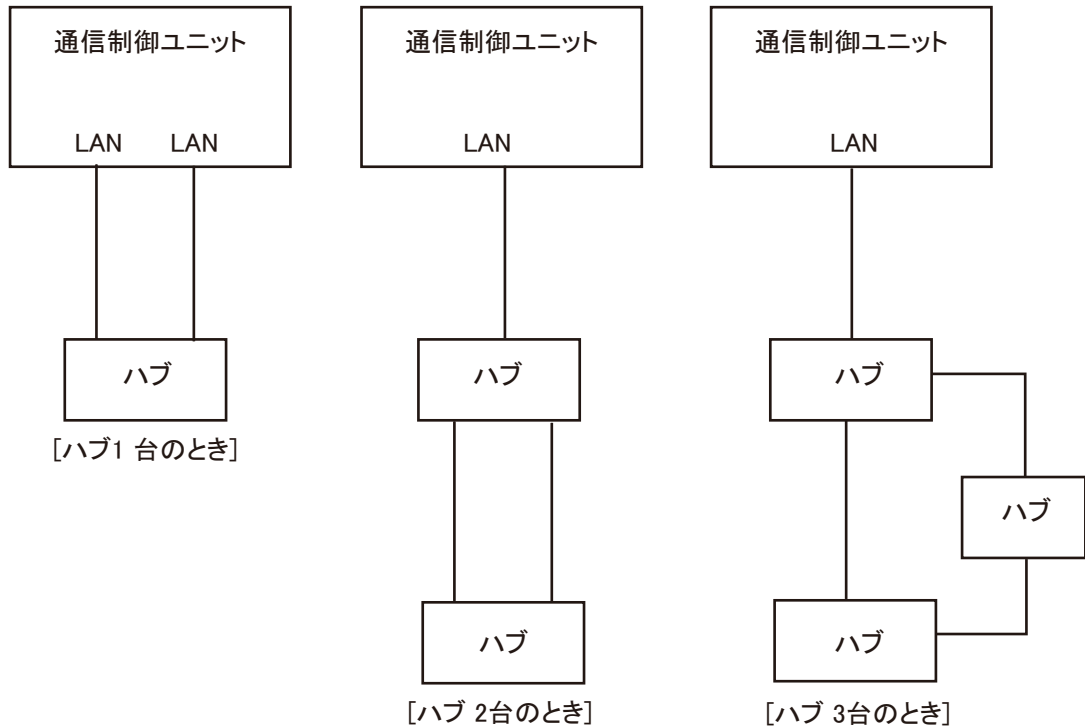 通信制御ユニット
LAN LAN
ハブ
[ハブ1 台のとき]
通信制御ユニット
LAN
ハブ
ハブ
[ハブ 2台のとき]
通信制御ユニット
LAN
ハブ
ハブ
ハブ
[ハブ 3台のとき]